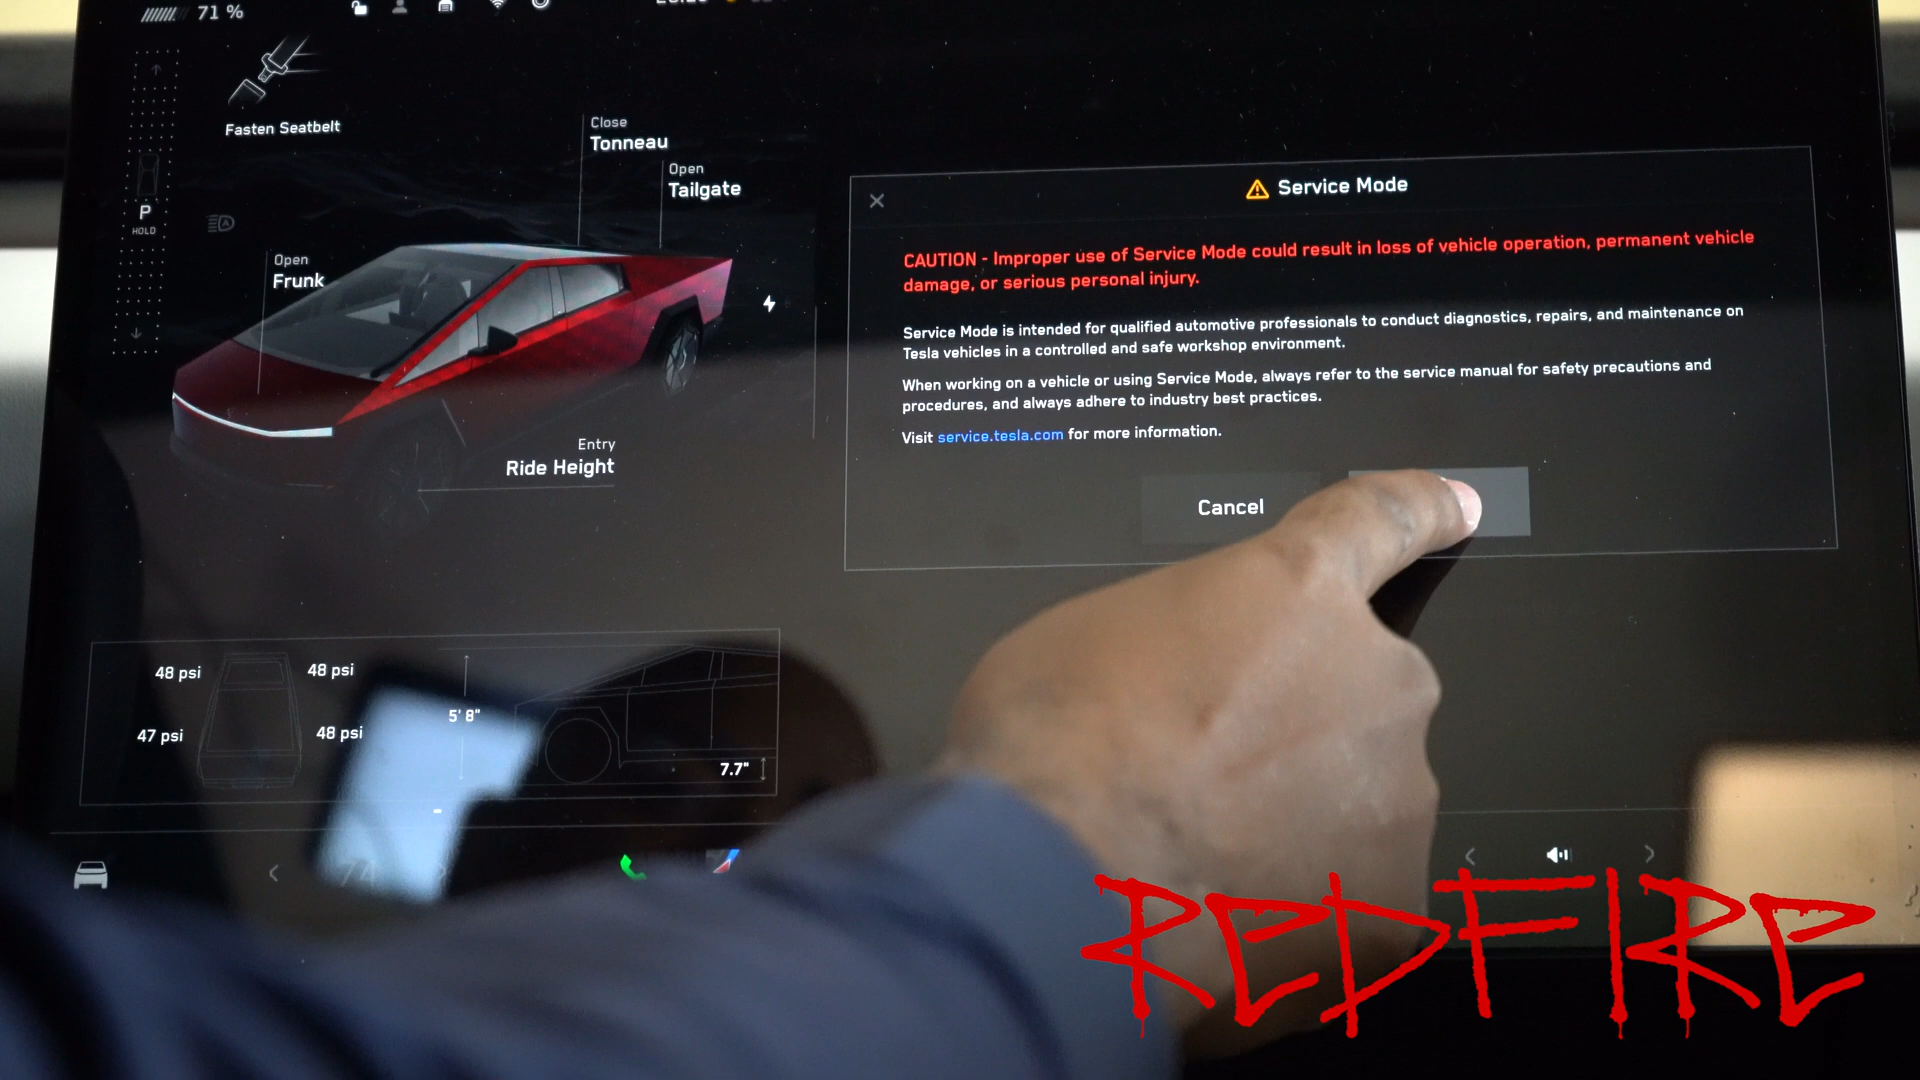 71 %
Fasten Seatbelt
Close
Tonneau
Open
Tailgate
P
HOLD
Open
Frunk
Entry
Ride Height
48 psi
48 psi
47 psi
48 psi
5' 8"
7.7"
Service Mode
CAUTION - Improper use of Service Mode could result in loss of vehicle operation, permanent vehicle
damage, or serious personal injury.
Service Mode is intended for qualified automotive professionals to conduct diagnostics, repairs, and maintenance on
Tesla vehicles in a controlled and safe workshop environment.
When working on a vehicle or using Service Mode, always refer to the service manual for safety precautions and
procedures, and always adhere to industry best practices.
Visit service.tesla.com for more information.
Cancel
REDFIRE